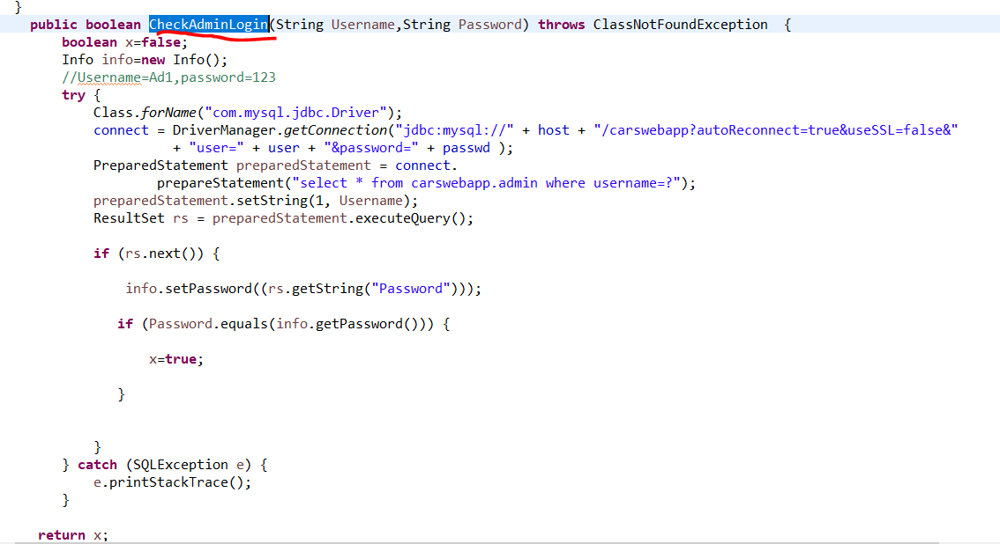 }
public boolean CheckAdminLogin(String Username,String Password) throws ClassNotFoundException  {
boolean x=false;
Info info=new Info();
//Username=Ad1,password=123
try {
Class.forName("com.mysql.jdbc.Driver");
connect = DriverManager.getConnection("jdbc:mysql://" + host + "/carswebapp?autoReconnect=true&useSSL=false&"
+ "user=" + user + "&password=" + passwd );
PreparedStatement preparedStatement = connect.
prepareStatement("select * from carswebapp.admin where username=?");
preparedStatement.setString(1, Username);
ResultSet rs = preparedStatement.executeQuery();
if (rs.next()) {
info.setPassword((rs.getString("Password")));
if (Password.equals(info.getPassword())) {
x=true;
}
}
} catch (SQLException e) {
e.printStackTrace();
}
return x;